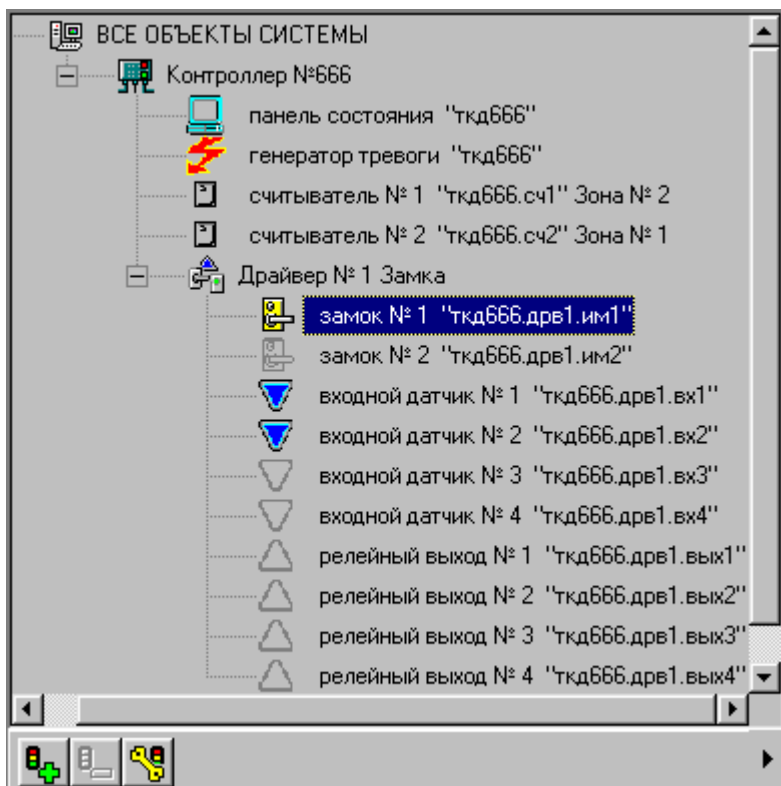 ВСЕ ОБЪЕКТЫ СИСТЕМЫ
Контроллер №666
панель состояния "ткд666"
генератор тревоги "ткд666"
считыватель № 1 "ткд666.сч1" Зона № 2
считыватель № 2 "ткд666.сч2" Зона № 1
Драйвер № 1 Замка
замок № 1 "ткд666.дрв1.им1"
замок № 2 "ткд666.дрв1.им2"
входной датчик № 1 "ткд666.дрв1.вх1"
входной датчик № 2 "ткд666.дрв1.вх2"
входной датчик № 3 "ткд666.дрв1.вх3"
входной датчик № 4 "ткд666.дрв1.вх4"
релейный выход № 1 "ткд666.дрв1.вых1"
релейный выход № 2 "ткд666.дрв1.вых2"
релейный выход № 3 "ткд666.дрв1.вых3"
релейный выход № 4 "ткд666.дрв1.вых4"